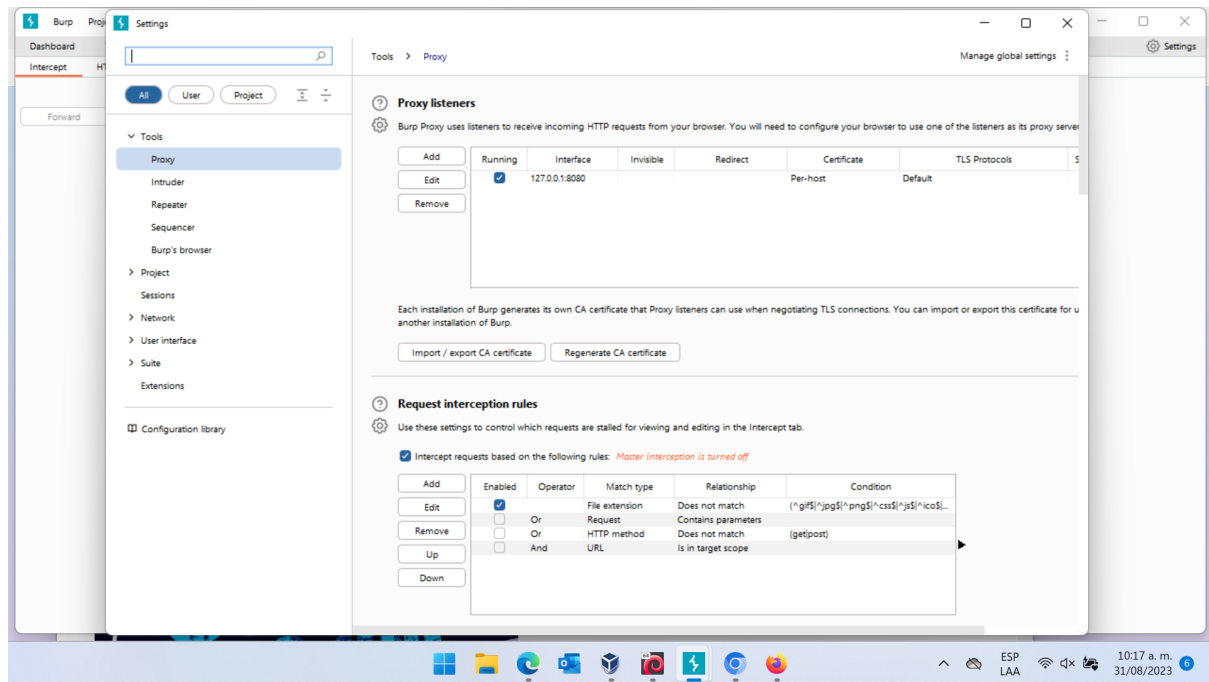 Burp Proj
Settings
Dashboard
Settings
Intercept HT
Tools > Proxy
Manage global settings
All User Project
Forward
Proxy listeners
Burp Proxy uses listeners to receive incoming HTTP requests from your browser. You will need to configure your browser to use one of the listeners as its proxy server
Tools
Proxy
Intruder
Repeater
Sequencer
Burp's browser
Project
Sessions
Network
User interface
Suite
Extensions
Configuration library
Add
Edit
Remove
Running Interface Invisible Redirect Certificate TLS Protocols S
127.0.0.1:8080 Per-host Default
Each installation of Burp generates its own CA certificate that Proxy listeners can use when negotiating TLS connections. You can import or export this certificate for u
another installation of Burp.
Import / export CA certificate Regenerate CA certificate
Request interception rules
Use these settings to control which requests are stalled for viewing and editing in the Intercept tab.
Intercept requests based on the following rules: Master interception is turned off
Add
Edit
Remove
Up
Down
Enabled Operator Match type Relationship Condition
File extension Does not match (^gif$|^jpg$|^png$|^css$|^js$|^ico$|...
Or Request Contains parameters
Or HTTP method Does not match (get|post)
And URL Is in target scope
64
ESP
LAA
10:17 a. m.
31/08/2023
6